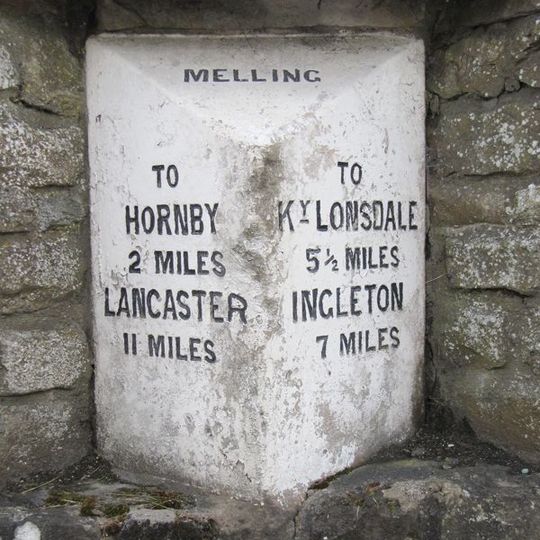 MELLING
TO
HORNBY
2 MILES
LANCASTER
11 MILES
TO
Kʸ LONSDALE
5½ MILES
INGLETON
7 MILES